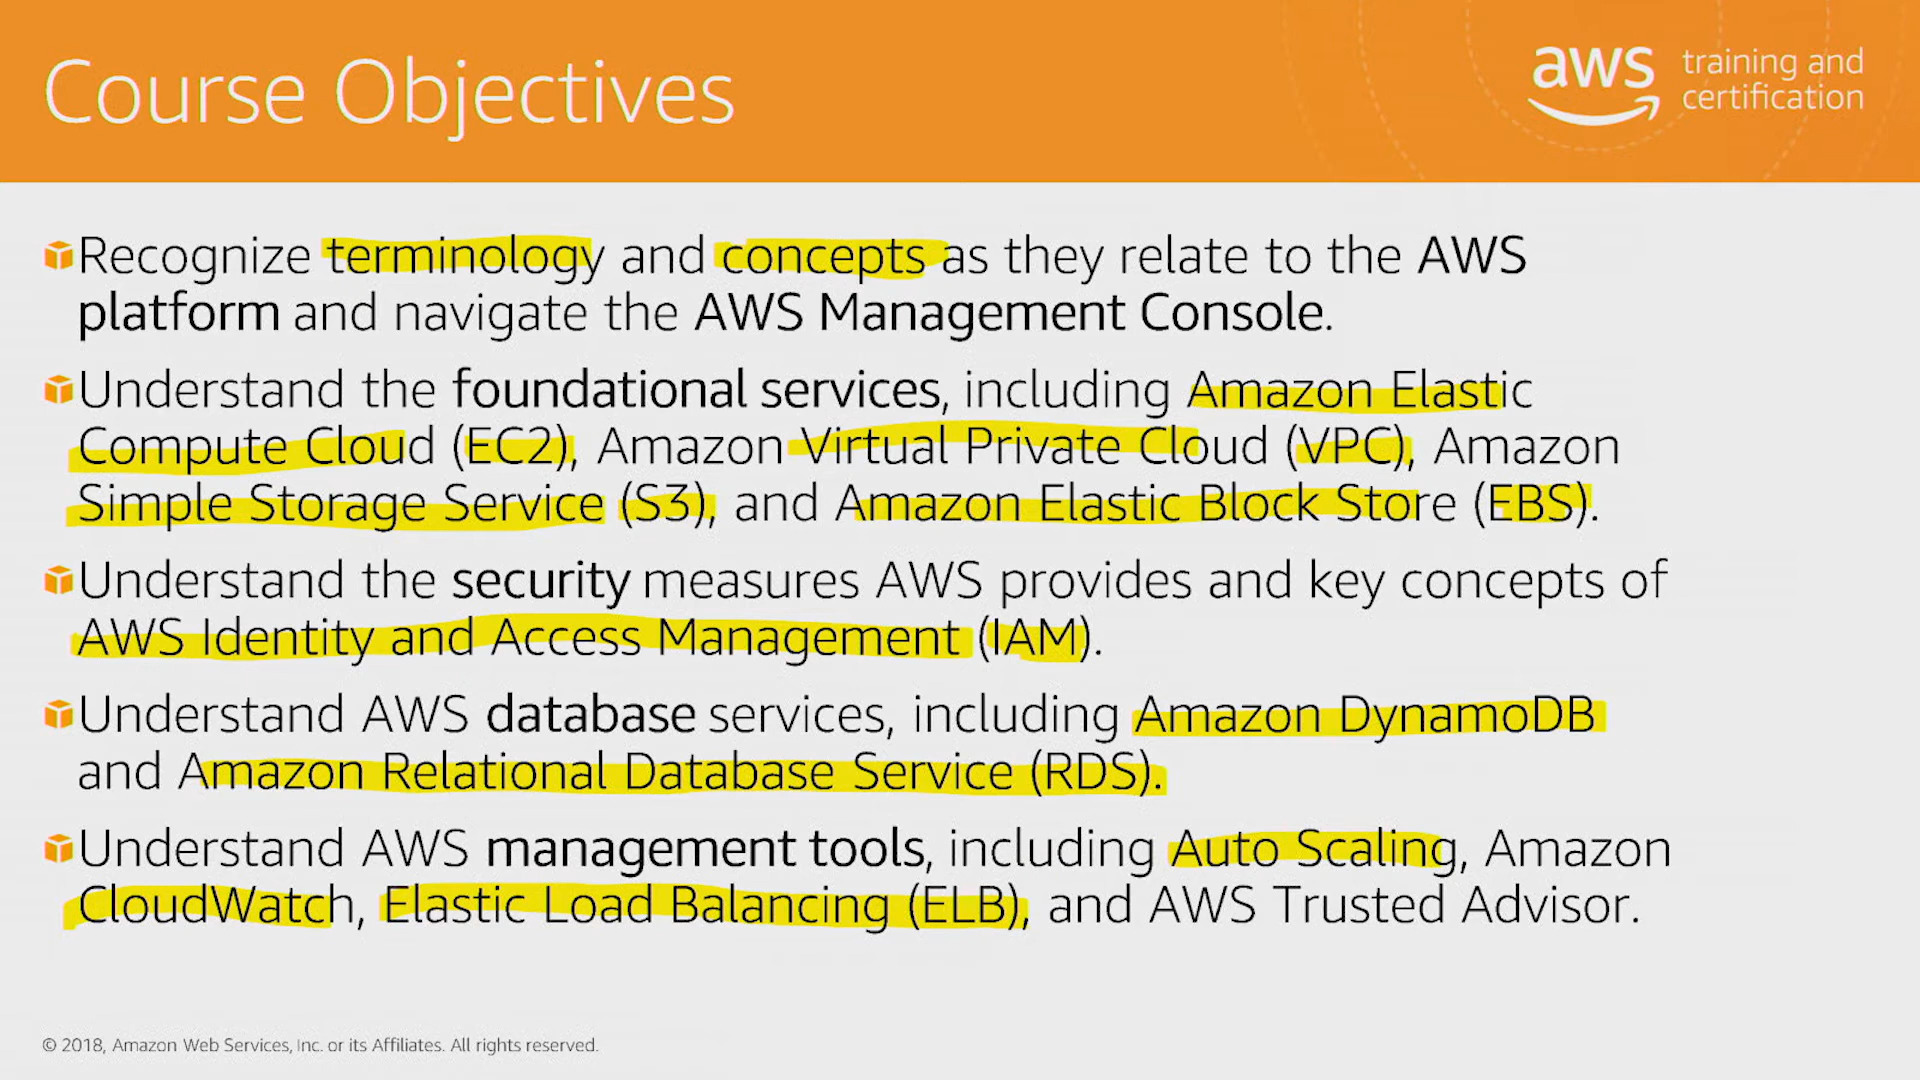 Course Objectives
aws training and
certification
Recognize terminology and concepts as they relate to the AWS
platform and navigate the AWS Management Console.
Understand the foundational services, including Amazon Elastic
Compute Cloud (EC2), Amazon Virtual Private Cloud (VPC), Amazon
Simple Storage Service (S3), and Amazon Elastic Block Store (EBS).
Understand the security measures AWS provides and key concepts of
AWS Identity and Access Management (IAM).
Understand AWS database services, including Amazon DynamoDB
and Amazon Relational Database Service (RDS).
Understand AWS management tools, including Auto Scaling, Amazon
CloudWatch, Elastic Load Balancing (ELB), and AWS Trusted Advisor.
© 2018, Amazon Web Services, Inc. or its Affiliates. All rights reserved.